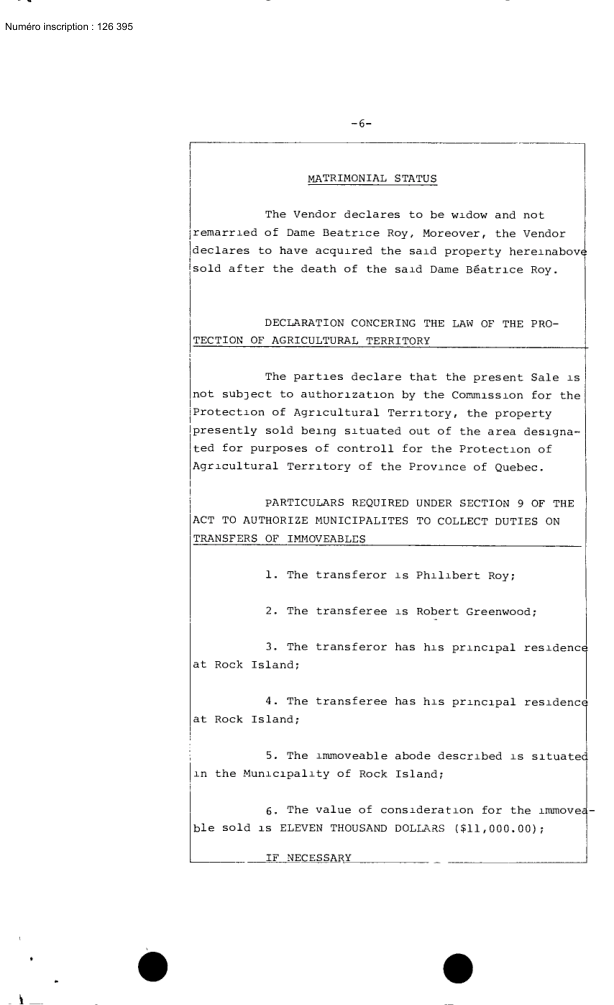 Numéro inscription : 126 395
-6-
MATRIMONIAL STATUS
The Vendor declares to be widow and not
remarried of Dame Beatrice Roy, Moreover, the Vendor
declares to have acquired the said property hereinabove
sold after the death of the said Dame Béatrice Roy.
DECLARATION CONCERING THE LAW OF THE PRO-
TECTION OF AGRICULTURAL TERRITORY
The parties declare that the present Sale is
not subject to authorization by the Commission for the
Protection of Agricultural Territory, the property
presently sold being situated out of the area designa-
ted for purposes of controll for the Protection of
Agricultural Territory of the Province of Quebec.
PARTICULARS REQUIRED UNDER SECTION 9 OF THE
ACT TO AUTHORIZE MUNICIPALITES TO COLLECT DUTIES ON
TRANSFERS OF IMMOVEABLES
1. The transferor is Philibert Roy;
2. The transferee is Robert Greenwood;
3. The transferor has his principal residence
at Rock Island;
4. The transferee has his principal residence
at Rock Island;
5. The immoveable abode described is situated
in the Municipality of Rock Island;
6. The value of consideration for the immovea-
ble sold is ELEVEN THOUSAND DOLLARS ($11,000.00);
IF NECESSARY